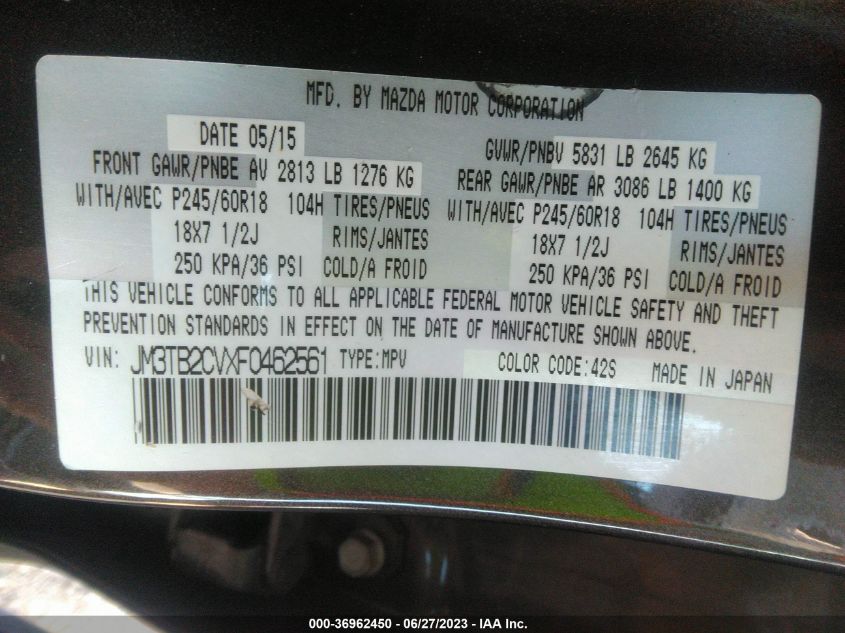 MFD. BY MAZDA MOTOR CORPORATION
DATE 05/15
GVWR/PNBV 5831 LB 2645 KG
FRONT GAWR/PNBE AV 2813 LB 1276 KG
REAR GAWR/PNBE AR 3086 LB 1400 KG
WITH/AVEC P245/60R18 104H TIRES/PNEUS
WITH/AVEC P245/60R18 104H TIRES/PNEUS
18X7 1/2J RIMS/JANTES
18X7 1/2J RIMS/JANTES
250 KPA/36 PSI COLD/A FROID
250 KPA/36 PSI COLD/A FROID
THIS VEHICLE CONFORMS TO ALL APPLICABLE FEDERAL MOTOR VEHICLE SAFETY AND THEFT
PREVENTION STANDARDS IN EFFECT ON THE DATE OF MANUFACTURE SHOWN ABOVE.
VIN: JM3TB2CVXF0462561 TYPE:MPV COLOR CODE:42S MADE IN JAPAN
000-36962450 - 06/27/2023 - IAA Inc.